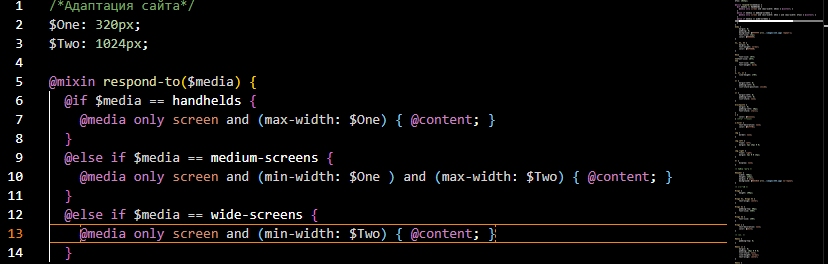 1 /*Адаптация сайта*/
2 $One: 320px;
3 $Two: 1024px;
4
5 @mixin respond-to($media) {
6 @if $media == handhelds {
7 @media only screen and (max-width: $One) { @content; }
8 }
9 @else if $media == medium-screens {
10 @media only screen and (min-width: $One ) and (max-width: $Two) { @content; }
11 }
12 @else if $media == wide-screens {
13 @media only screen and (min-width: $Two) { @content; }
14 }